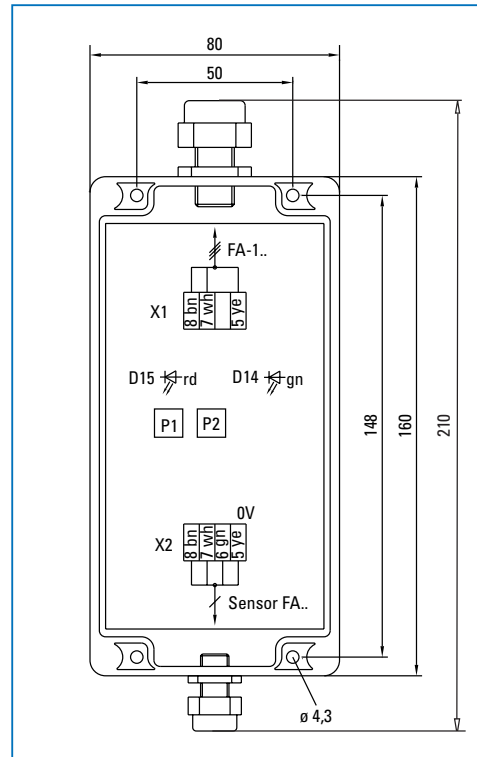 80
50
FA-1..
X1
8 bn
7 wh
5 ye
D15
rd
D14
gn
P1
P2
148
160
210
0V
X2
8 bn
7 wh
6 gn
5 ye
Sensor FA..
ø 4,3